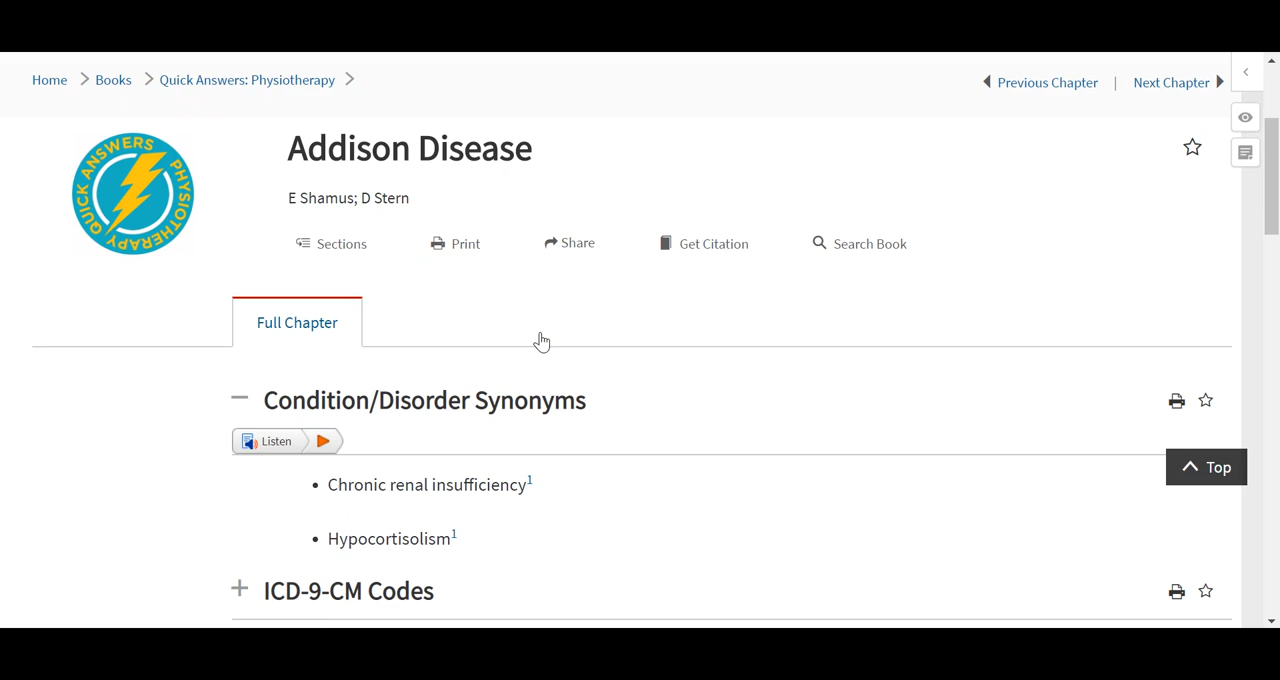 Home > Books > Quick Answers: Physiotherapy >
Previous Chapter | Next Chapter
QUICK ANSWERS PHYSIOTHERAPY
Addison Disease
E Shamus; D Stern
Sections Print Share Get Citation Search Book
Full Chapter
Condition/Disorder Synonyms
Listen
Top
• Chronic renal insufficiency1
• Hypocortisolism1
ICD-9-CM Codes